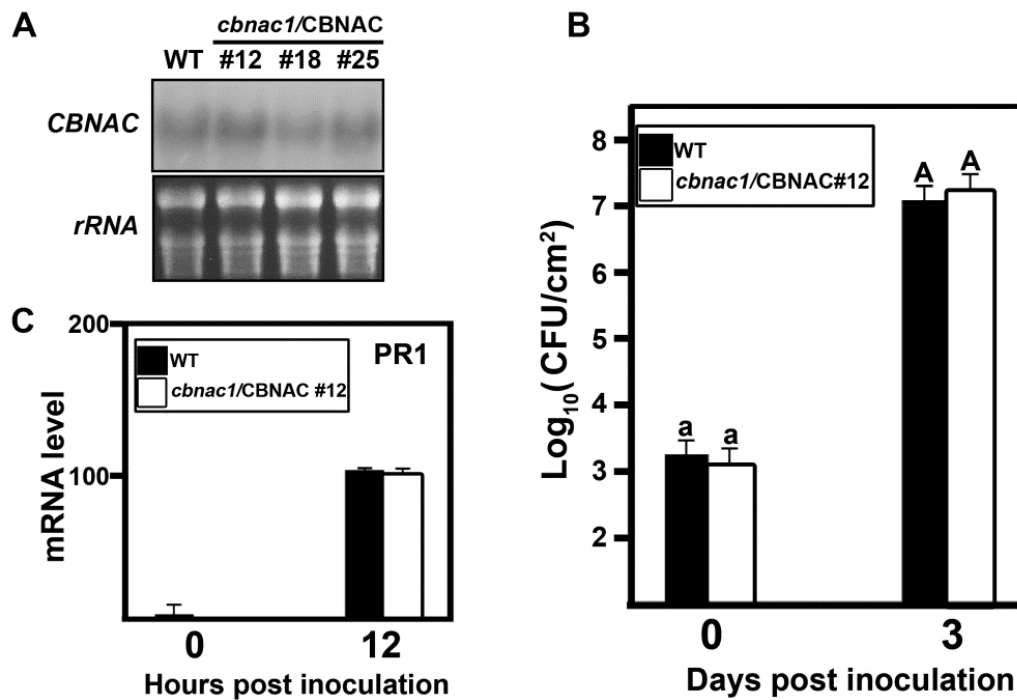 A
cbnac1/CBNAC
WT #12 #18 #25
CBNAC
rRNA
B
8
7
6
5
4
3
2
WT
cbnac1/CBNAC#12
a a
A A
Log₁₀( CFU/cm²)
0 3
Days post inoculation
C
200
100
WT
cbnac1/CBNAC #12
PR1
mRNA level
0 12
Hours post inoculation